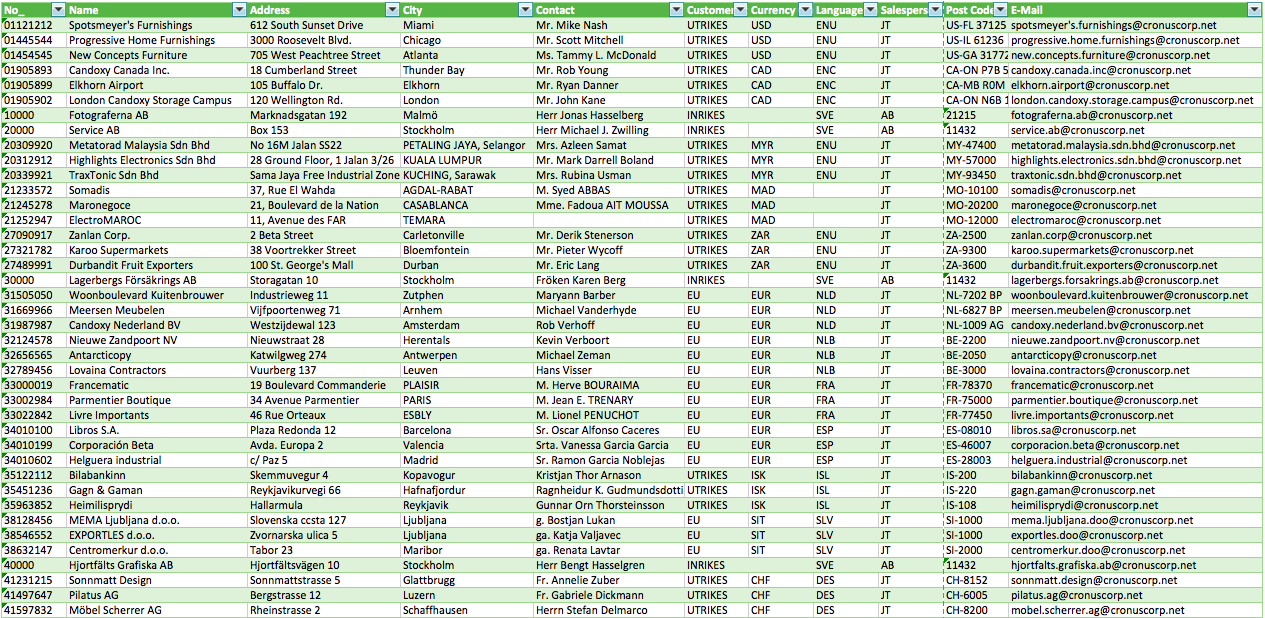 No_ Name Address City Contact Customer Currency Language Salespers Post Code E-Mail
01121212 Spotsmeyer's Furnishings 612 South Sunset Drive Miami Mr. Mike Nash UTRIKES USD ENU JT US-FL 37125 spotsmeyer's.furnishings@cronuscorp.net
01445544 Progressive Home Furnishings 3000 Roosevelt Blvd. Chicago Mr. Scott Mitchell UTRIKES USD ENU JT US-IL 61236 progressive.home.furnishings@cronuscorp.net
01454545 New Concepts Furniture 705 West Peachtree Street Atlanta Ms. Tammy L. McDonald UTRIKES USD ENU JT US-GA 31772 new.concepts.furniture@cronuscorp.net
01905893 Candoxy Canada Inc. 18 Cumberland Street Thunder Bay Mr. Rob Young UTRIKES CAD ENC JT CA-ON P7B 5 candoxy.canada.inc@cronuscorp.net
01905899 Elkhorn Airport 105 Buffalo Dr. Elkhorn Mr. Ryan Danner UTRIKES CAD ENC JT CA-MB R0M elkhorn.airport@cronuscorp.net
01905902 London Candoxy Storage Campus 120 Wellington Rd. London Mr. John Kane UTRIKES CAD ENC JT CA-ON N6B 1 london.candoxy.storage.campus@cronuscorp.net
10000 Fotograferna AB Marknadsgatan 192 Malmö Herr Jonas Hasselberg INRIKES SVE AB 21215 fotograferna.ab@cronuscorp.net
20000 Service AB Box 153 Stockholm Herr Michael J. Zwilling INRIKES SVE AB 11432 service.ab@cronuscorp.net
20309920 Metatorad Malaysia Sdn Bhd No 16M Jalan SS22 PETALING JAYA, Selangor Mrs. Azleen Samat UTRIKES MYR ENU JT MY-47400 metatorad.malaysia.sdn.bhd@cronuscorp.net
20312912 Highlights Electronics Sdn Bhd 28 Ground Floor, 1 Jalan 3/26 KUALA LUMPUR Mr. Mark Darrell Boland UTRIKES MYR ENU JT MY-57000 highlights.electronics.sdn.bhd@cronuscorp.net
20339921 TraxTonic Sdn Bhd Sama Jaya Free Industrial Zone KUCHING, Sarawak Mrs. Rubina Usman UTRIKES MYR ENU JT MY-93450 traxtonic.sdn.bhd@cronuscorp.net
21233572 Somadis 37, Rue El Wahda AGDAL-RABAT M. Syed ABBAS UTRIKES MAD JT MO-10100 somadis@cronuscorp.net
21245278 Maronegoce 21, Boulevard de la Nation CASABLANCA Mme. Fadoua AIT MOUSSA UTRIKES MAD JT MO-20200 maronegoce@cronuscorp.net
21252947 ElectroMAROC 11, Avenue des FAR TEMARA UTRIKES MAD JT MO-12000 electromaroc@cronuscorp.net
27090917 Zanlan Corp. 2 Beta Street Carletonville Mr. Derik Stenerson UTRIKES ZAR ENU JT ZA-2500 zanlan.corp@cronuscorp.net
27321782 Karoo Supermarkets 38 Voortrekker Street Bloemfontein Mr. Pieter Wycoff UTRIKES ZAR ENU JT ZA-9300 karoo.supermarkets@cronuscorp.net
27489991 Durbandit Fruit Exporters 100 St. George's Mall Durban Mr. Eric Lang UTRIKES ZAR ENU JT ZA-3600 durbandit.fruit.exporters@cronuscorp.net
30000 Lagerbergs Försäkrings AB Storagatan 10 Stockholm Fröken Karen Berg INRIKES SVE AB 11432 lagerbergs.forsakrings.ab@cronuscorp.net
31505050 Woonboulevard Kuitenbrouwer Industrieweg 11 Zutphen Maryann Barber EU EUR NLD JT NL-7202 BP woonboulevard.kuitenbrouwer@cronuscorp.net
31669966 Meersen Meubelen Vijfpoortenweg 71 Arnhem Michael Vanderhyde EU EUR NLD JT NL-6827 BP meersen.meubelen@cronuscorp.net
31987987 Candoxy Nederland BV Westzijdewal 123 Amsterdam Rob Verhoff EU EUR NLD JT NL-1009 AG candoxy.nederland.bv@cronuscorp.net
32124578 Nieuwe Zandpoort NV Nieuwstraat 28 Herentals Kevin Verboort EU EUR NLB JT BE-2200 nieuwe.zandpoort.nv@cronuscorp.net
32656565 Antarcticopy Katwilgweg 274 Antwerpen Michael Zeman EU EUR NLB JT BE-2050 antarcticopy@cronuscorp.net
32789456 Lovaina Contractors Vuurberg 137 Leuven Hans Visser EU EUR NLB JT BE-3000 lovaina.contractors@cronuscorp.net
33000019 Francematic 19 Boulevard Commanderie PLAISIR M. Herve BOURAIMA EU EUR FRA JT FR-78370 francematic@cronuscorp.net
33002984 Parmentier Boutique 34 Avenue Parmentier PARIS M. Jean E. TRENARY EU EUR FRA JT FR-75000 parmentier.boutique@cronuscorp.net
33022842 Livre Importants 46 Rue Orteaux ESBLY M. Lionel PENUCHOT EU EUR FRA JT FR-77450 livre.importants@cronuscorp.net
34010100 Libros S.A. Plaza Redonda 12 Barcelona Sr. Oscar Alfonso Caceres EU EUR ESP JT ES-08010 libros.sa@cronuscorp.net
34010199 Corporación Beta Avda. Europa 2 Valencia Srta. Vanessa Garcia Garcia EU EUR ESP JT ES-46007 corporacion.beta@cronuscorp.net
34010602 Helguera industrial c/ Paz 5 Madrid Sr. Ramon Garcia Noblejas EU EUR ESP JT ES-28003 helguera.industrial@cronuscorp.net
35122112 Bilabankinn Skemmuvegur 4 Kopavogur Kristjan Thor Arnason UTRIKES ISK ISL JT IS-200 bilabankinn@cronuscorp.net
35451236 Gagn & Gaman Reykjavikurvegi 66 Hafnafjordur Ragnheidur K. Gudmundsdotti UTRIKES ISK ISL JT IS-220 gagn.gaman@cronuscorp.net
35963852 Heimilisprydi Hallarmula Reykjavik Gunnar Orn Thorsteinsson UTRIKES ISK ISL JT IS-108 heimilisprydi@cronuscorp.net
38128456 MEMA Ljubljana d.o.o. Slovenska ccsta 127 Ljubljana g. Bostjan Lukan EU SIT SLV JT SI-1000 mema.ljubljana.doo@cronuscorp.net
38546552 EXPORTLES d.o.o. Zvornarska ulica 5 Ljubljana ga. Katja Valjavec EU SIT SLV JT SI-1000 exportles.doo@cronuscorp.net
38632147 Centromerkur d.o.o. Tabor 23 Maribor ga. Renata Lavtar EU SIT SLV JT SI-2000 centromerkur.doo@cronuscorp.net
40000 Hjortfälts Grafiska AB Hjortfältsvägen 10 Stockholm Herr Bengt Hasselgren INRIKES SVE AB 11432 hjortfalts.grafiska.ab@cronuscorp.net
41231215 Sonnmatt Design Sonnmattstrasse 5 Glattbrugg Fr. Annelie Zuber UTRIKES CHF DES JT CH-8152 sonnmatt.design@cronuscorp.net
41497647 Pilatus AG Bergstrasse 12 Luzern Fr. Gabriele Dickmann UTRIKES CHF DES JT CH-6005 pilatus.ag@cronuscorp.net
41597832 Möbel Scherrer AG Rheinstrasse 2 Schaffhausen Herrn Stefan Delmarco UTRIKES CHF DES JT CH-8200 mobel.scherrer.ag@cronuscorp.net